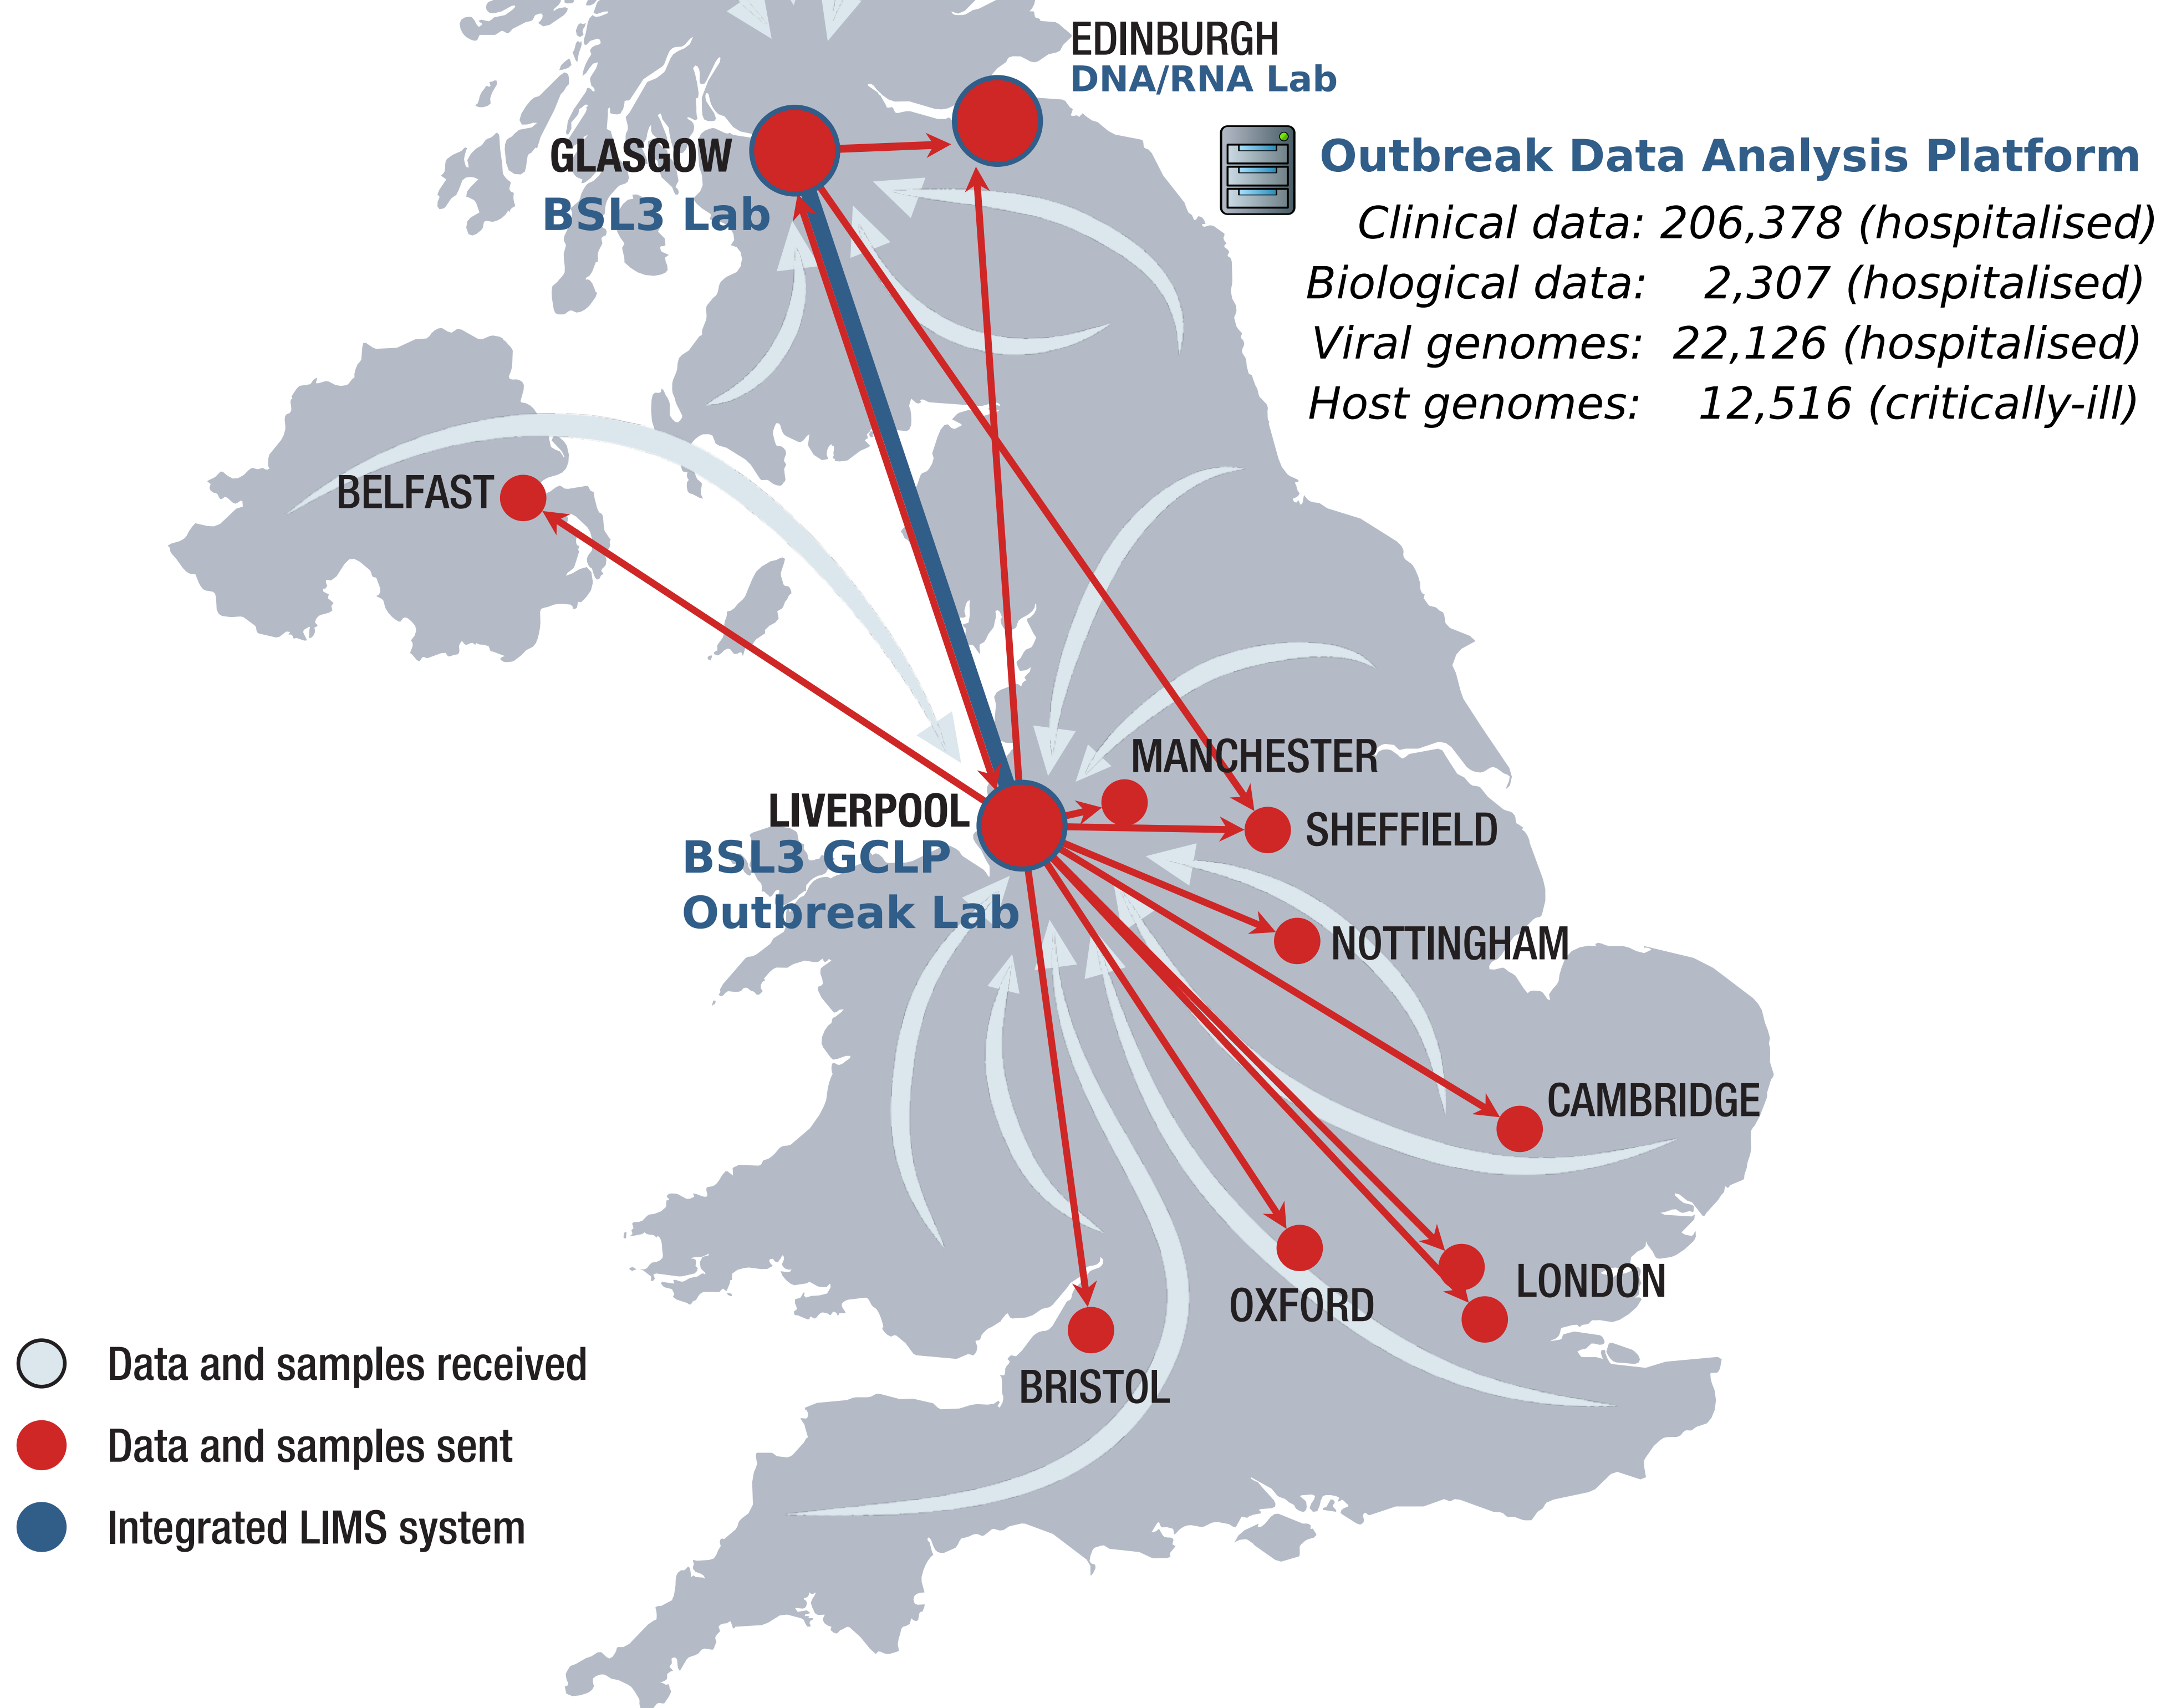 EDINBURGH
DNA/RNA Lab
GLASGOW
BSL3 Lab
Outbreak Data Analysis Platform
Clinical data: 206,378 (hospitalised)
Biological data: 2,307 (hospitalised)
Viral genomes: 22,126 (hospitalised)
Host genomes: 12,516 (critically-ill)
BELFAST
MANCHESTER
LIVERPOOL
BSL3 GCLP
Outbreak Lab
SHEFFIELD
NOTTINGHAM
CAMBRIDGE
LONDON
OXFORD
BRISTOL
Data and samples received
Data and samples sent
Integrated LIMS system